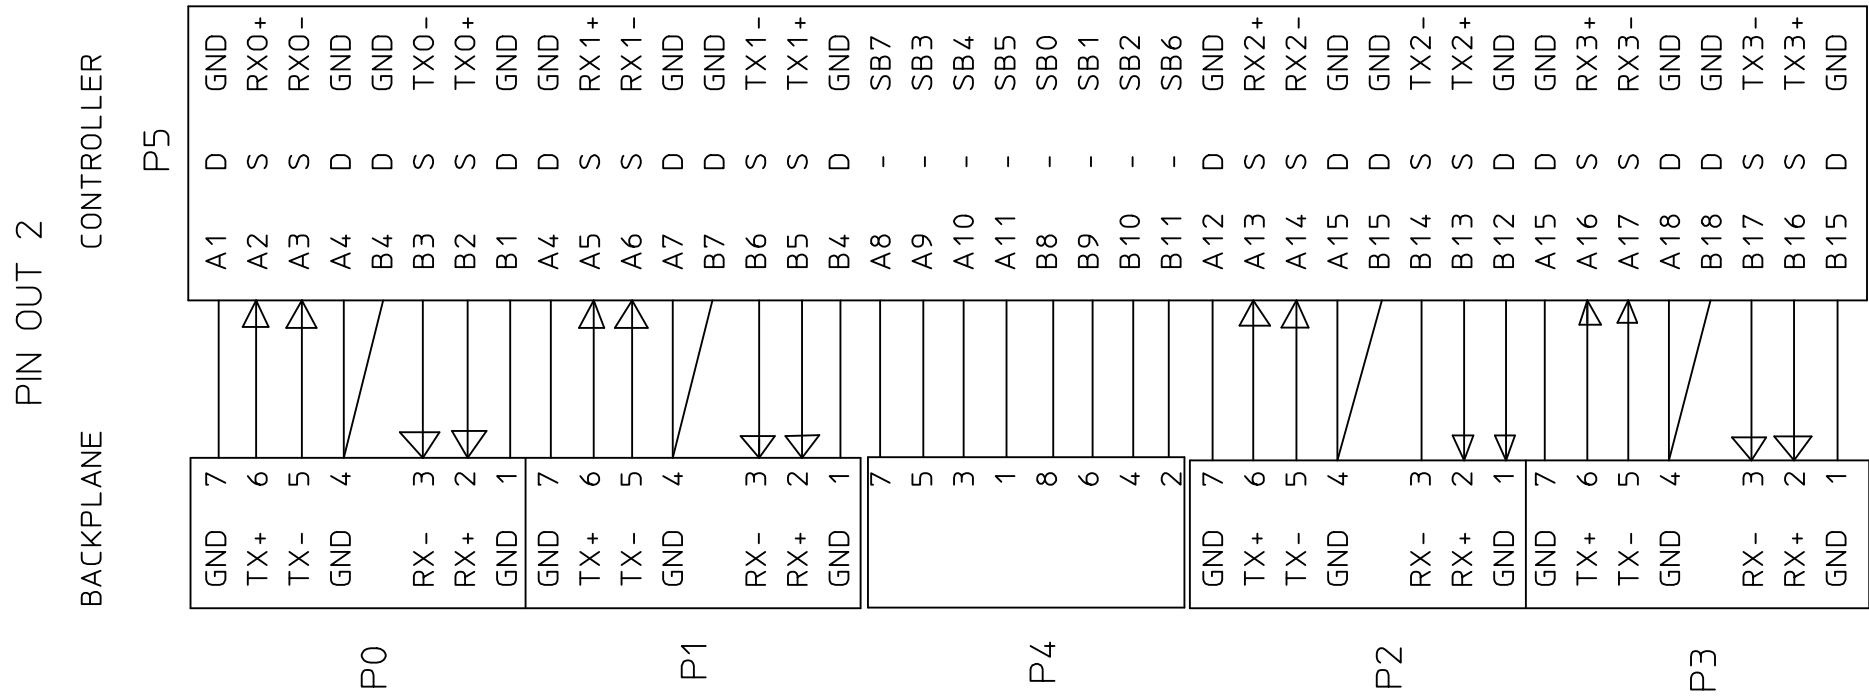 PIN OUT 2
BACKPLANE CONTROLLER
P5
GND 7 A1 D GND
TX+ 6 A2 S RX0+
TX- 5 A3 S RX0-
GND 4 A4 D GND
P0 B4 D GND
RX- 3 B3 S TX0-
RX+ 2 B2 S TX0+
GND 1 B1 D GND
GND 7 A4 D GND
TX+ 6 A5 S RX1+
TX- 5 A6 S RX1-
GND 4 A7 D GND
P1 B7 D GND
RX- 3 B6 S TX1-
RX+ 2 B5 S TX1+
GND 1 B4 D GND
7 A8 - SB7
5 A9 - SB3
3 A10 - SB4
1 A11 - SB5
P4 8 B8 - SB0
6 B9 - SB1
4 B10 - SB2
2 B11 - SB6
GND 7 A12 D GND
TX+ 6 A13 S RX2+
TX- 5 A14 S RX2-
GND 4 A15 D GND
P2 B15 D GND
RX- 3 B14 S TX2-
RX+ 2 B13 S TX2+
GND 1 B12 D GND
GND 7 A15 D GND
TX+ 6 A16 S RX3+
TX- 5 A17 S RX3-
GND 4 A18 D GND
P3 B18 D GND
RX- 3 B17 S TX3-
RX+ 2 B16 S TX3+
GND 1 B15 D GND